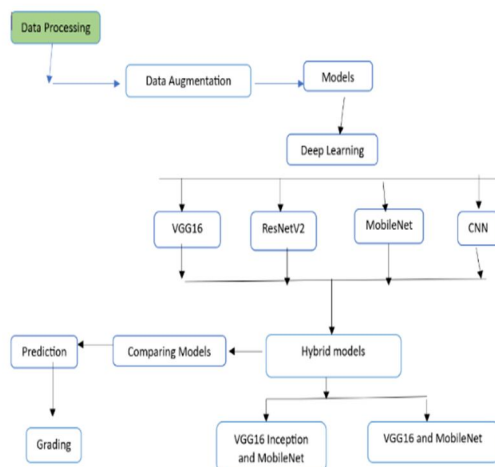 Data Processing
Data Augmentation
Models
Deep Learning
VGG16
ResNetV2
MobileNet
CNN
Prediction
Comparing Models
Hybrid models
Grading
VGG16 Inception
and MobileNet
VGG16 and MobileNet